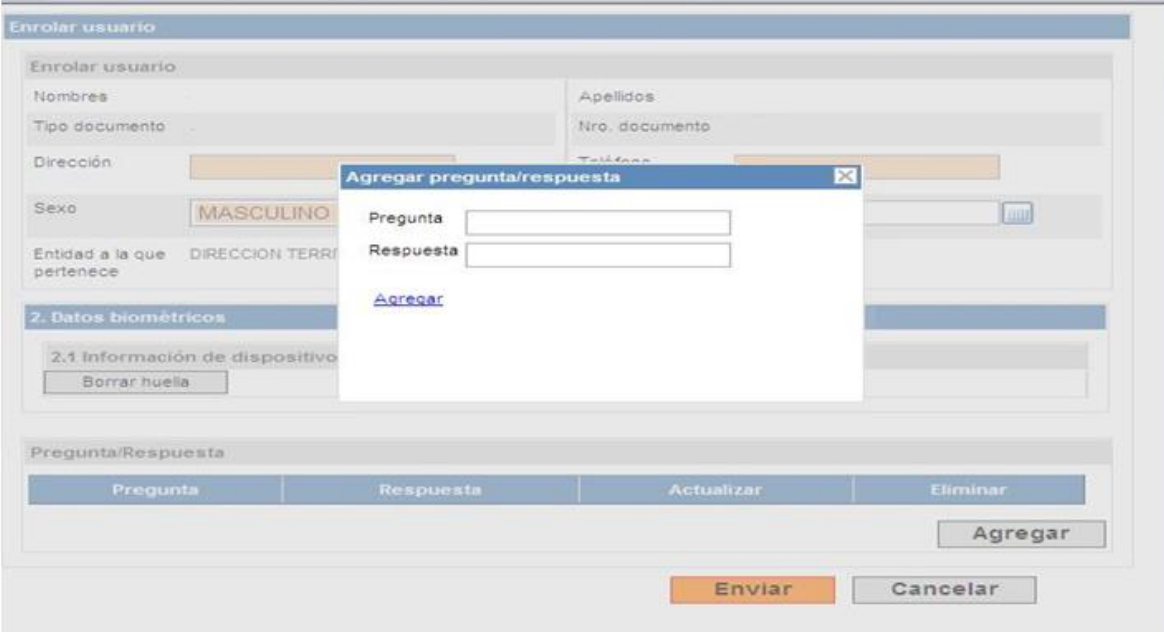 Enrolar usuario
Enrolar usuario
Nombres
Apellidos
Tipo documento
Nro. documento
Dirección
Teléfono
Agregar pregunta/respuesta
Sexo
MASCULINO
Pregunta
Respuesta
Entidad a la que pertenece
DIRECCION TERRI
Agregar
2. Datos biométricos
2.1 Información de dispositivo
Borrar huella
Pregunta/Respuesta
Pregunta
Respuesta
Actualizar
Eliminar
Agregar
Enviar
Cancelar